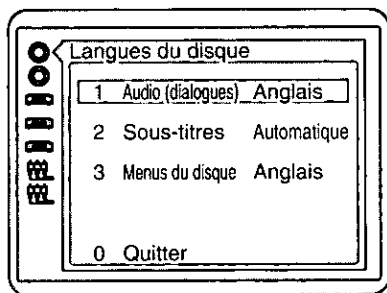 Langues du disque
1 Audio (dialogues) Anglais
2 Sous-titres Automatique
3 Menus du disque Anglais
0 Quitter